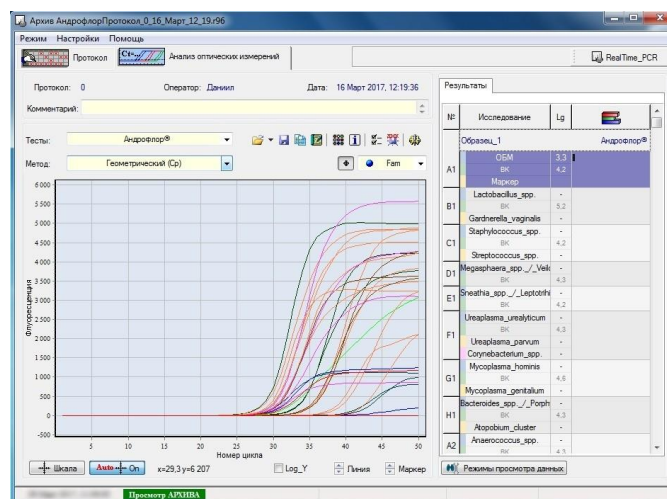 Архив АндрофлорПротокол_0_16_Март_12_19.r96
Режим Настройки Помощь
Протокол
Ct=...
Анализ оптических измерений
RealTime_PCR
Протокол: 0 Оператор: Даниил Дата: 16 Март 2017, 12:19:36
Комментарий:
Тесты: Андрофлор®
Метод: Геометрический (Cp) Fam
6 000
5 500
5 000
4 500
4 000
3 500
3 000
2 500
2 000
1 500
1 000
500
0
-500
Флуоресценция
5 10 15 20 25 30 35 40 45 50
Номер цикла
Шкала Auto On x=29,3 y=6 207 Log_Y Линия Маркер
Просмотр АРХИВА
Результаты
№ Исследование Lg
Образец_1 Андрофлор®
A1 ОБМ 3,3
ВК 4,2
Маркер
B1 Lactobacillus_spp. -
ВК 5,2
Gardnerella_vaginalis -
C1 Staphylococcus_spp. -
ВК 4,2
Streptococcus_spp. -
D1 Megasphaera_spp._/_Veilo -
ВК 4,3
E1 Sneathia_spp._/_Leptotrihi -
ВК 4,2
F1 Ureaplasma_urealyticum -
ВК 4,3
Ureaplasma_parvum -
Corynebacterium_spp. -
G1 Mycoplasma_hominis -
ВК 4,6
Mycoplasma_genitalium -
H1 Bacteroides_spp._/_Porph -
ВК 4,3
Atopobium_cluster -
A2 Anaerococcus_spp. -
ВК 4,3
Режимы просмотра данных